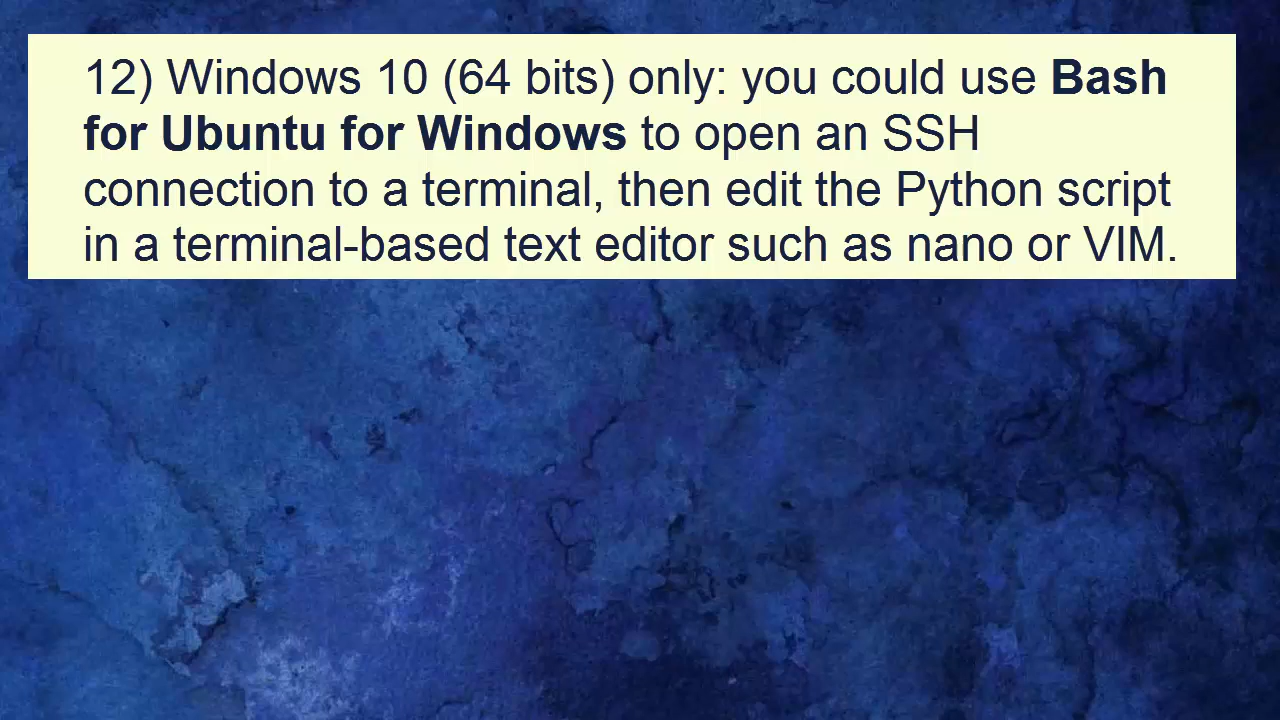 12) Windows 10 (64 bits) only: you could use Bash
for Ubuntu for Windows to open an SSH
connection to a terminal, then edit the Python script
in a terminal-based text editor such as nano or VIM.